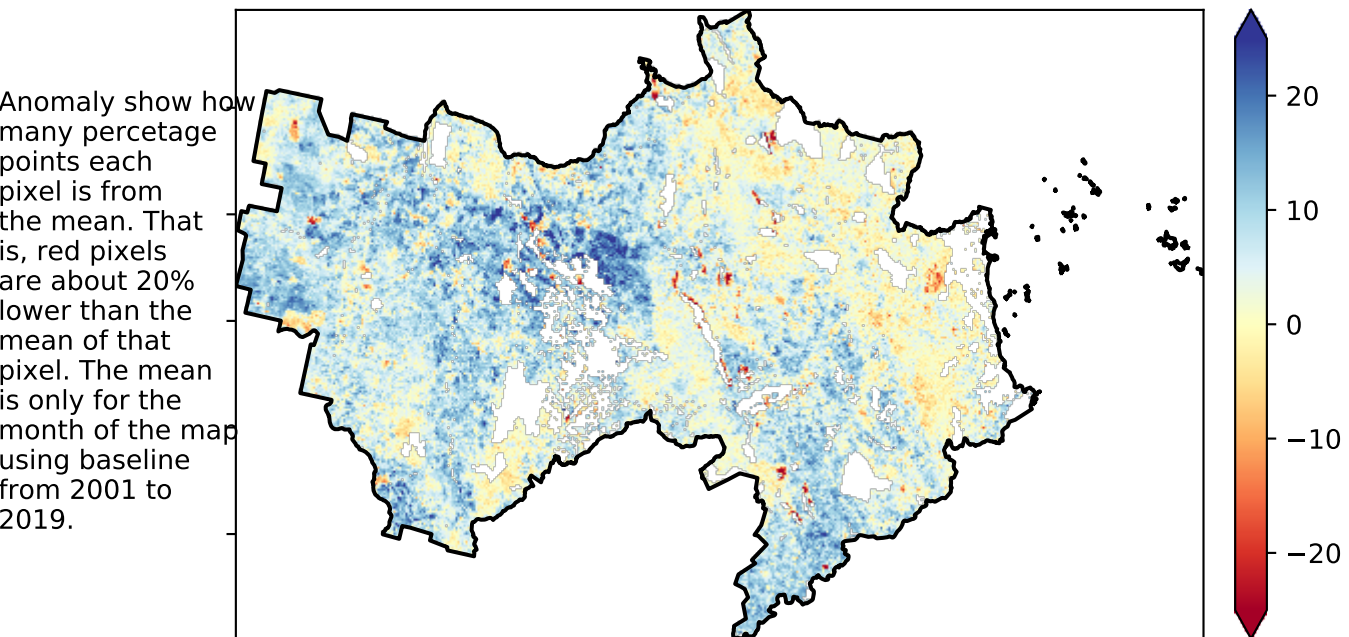 Anomaly show how
many percetage
points each
pixel is from
the mean. That
is, red pixels
are about 20%
lower than the
mean of that
pixel. The mean
is only for the
month of the map
using baseline
from 2001 to
2019.
20
10
0
−10
−20